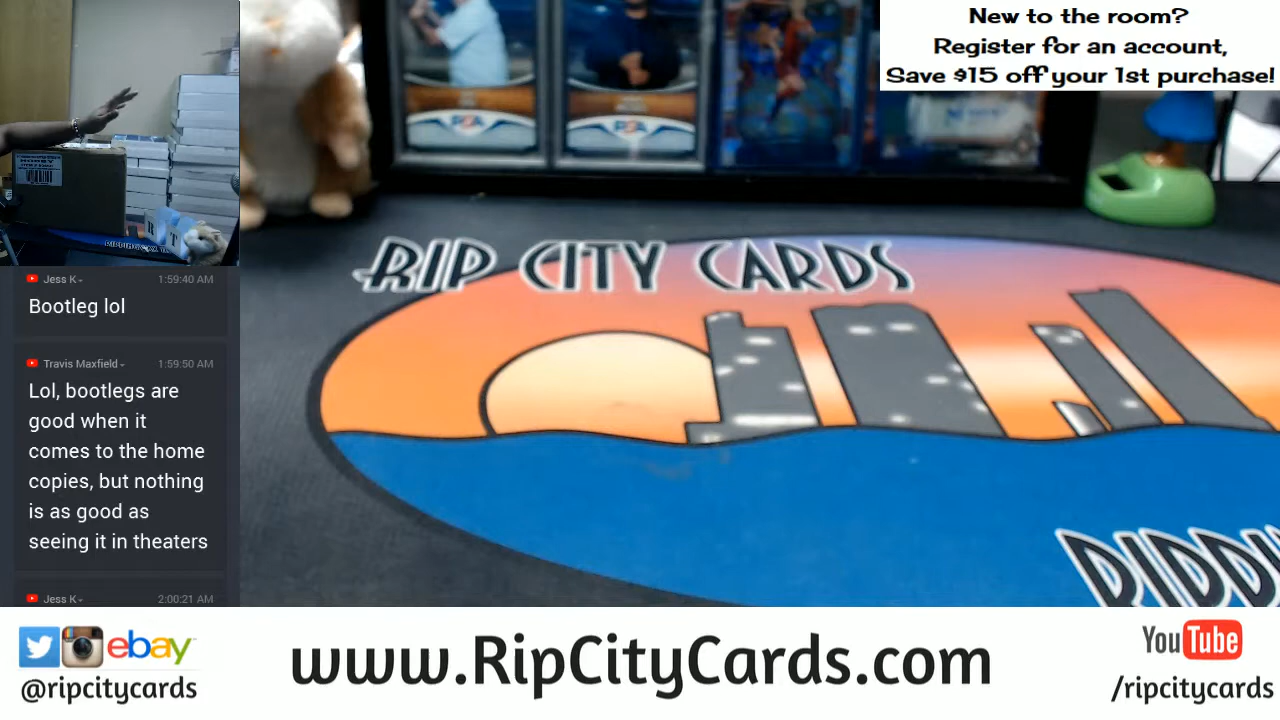 New to the room?
Register for an account,
Save $15 off your 1st purchase!
HOBBY
Jess K
1:59:40 AM
Bootleg lol
Travis Maxfield
1:59:50 AM
Lol, bootlegs are
good when it
comes to the home
copies, but nothing
is as good as
seeing it in theaters
Jess K
2:00:21 AM
RIP CITY CARDS
PSA
PSA
ebay
@ripcitycards
www.RipCityCards.com
YouTube
/ripcitycards